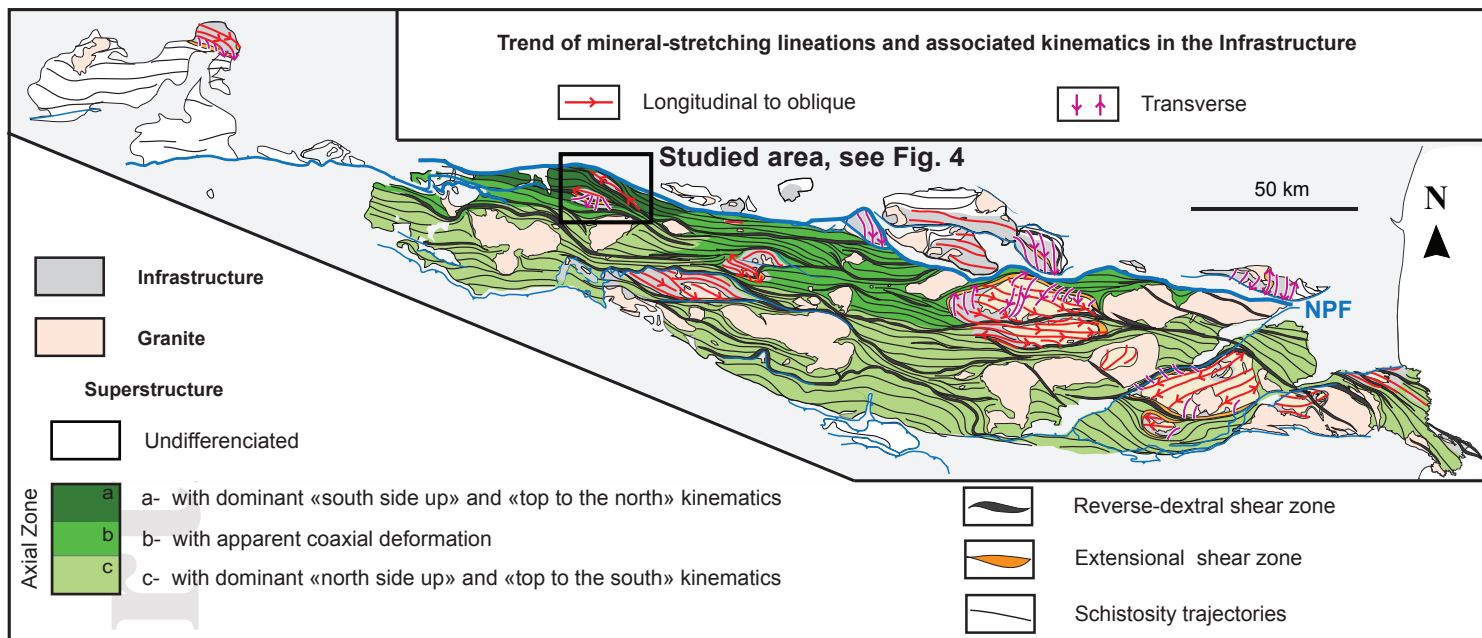 Trend of mineral-stretching lineations and associated kinematics in the Infrastructure
Longitudinal to oblique
Transverse
Studied area, see Fig. 4
50 km
N
NPF
Infrastructure
Granite
Superstructure
Undifferenciated
Axial Zone
a
b
c
a- with dominant «south side up» and «top to the north» kinematics
b- with apparent coaxial deformation
c- with dominant «north side up» and «top to the south» kinematics
Reverse-dextral shear zone
Extensional shear zone
Schistosity trajectories